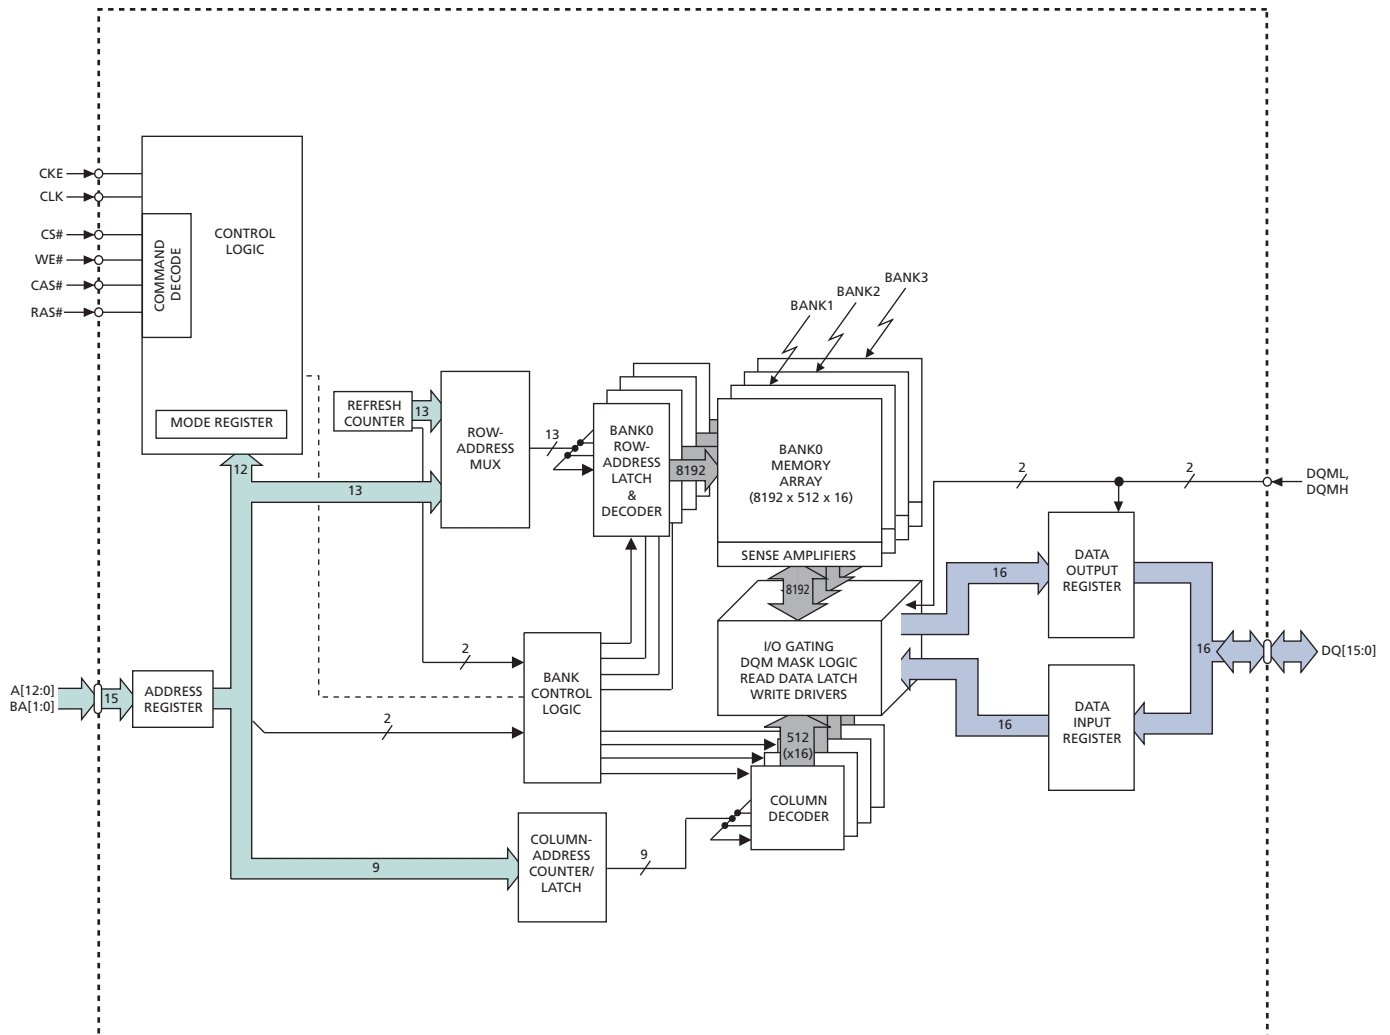 CKE
CLK
CS#
WE#
CAS#
RAS#
COMMAND
DECODE
CONTROL
LOGIC
MODE REGISTER
12
BANK1
BANK2
BANK3
REFRESH
COUNTER
13
ROW-
ADDRESS
MUX
13
13
BANK0
ROW-
ADDRESS
LATCH
&
DECODER
8192
BANK0
MEMORY
ARRAY
(8192 x 512 x 16)
SENSE AMPLIFIERS
8192
I/O GATING
DQM MASK LOGIC
READ DATA LATCH
WRITE DRIVERS
2
2
DQML,
DQMH
DATA
OUTPUT
REGISTER
16
16
DQ[15:0]
DATA
INPUT
REGISTER
16
A[12:0]
BA[1:0]
15
ADDRESS
REGISTER
2
2
BANK
CONTROL
LOGIC
512
(x16)
COLUMN
DECODER
9
COLUMN-
ADDRESS
COUNTER/
LATCH
9